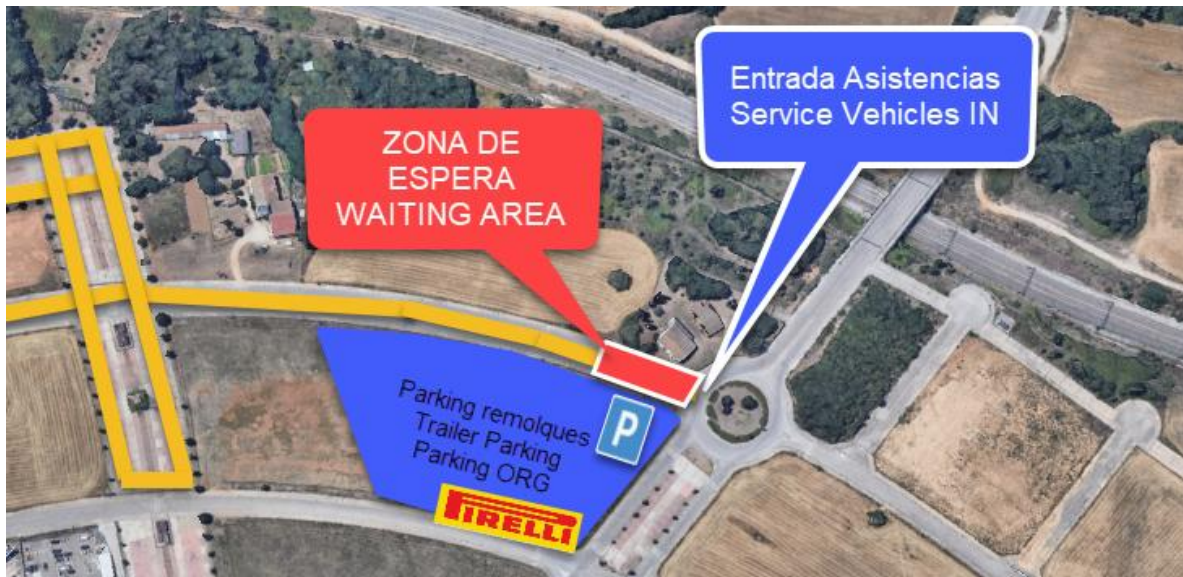 Entrada Asistencias
Service Vehicles IN
ZONA DE
ESPERA
WAITING AREA
Parking remolques
Trailer Parking
Parking ORG
P
PIRELLI